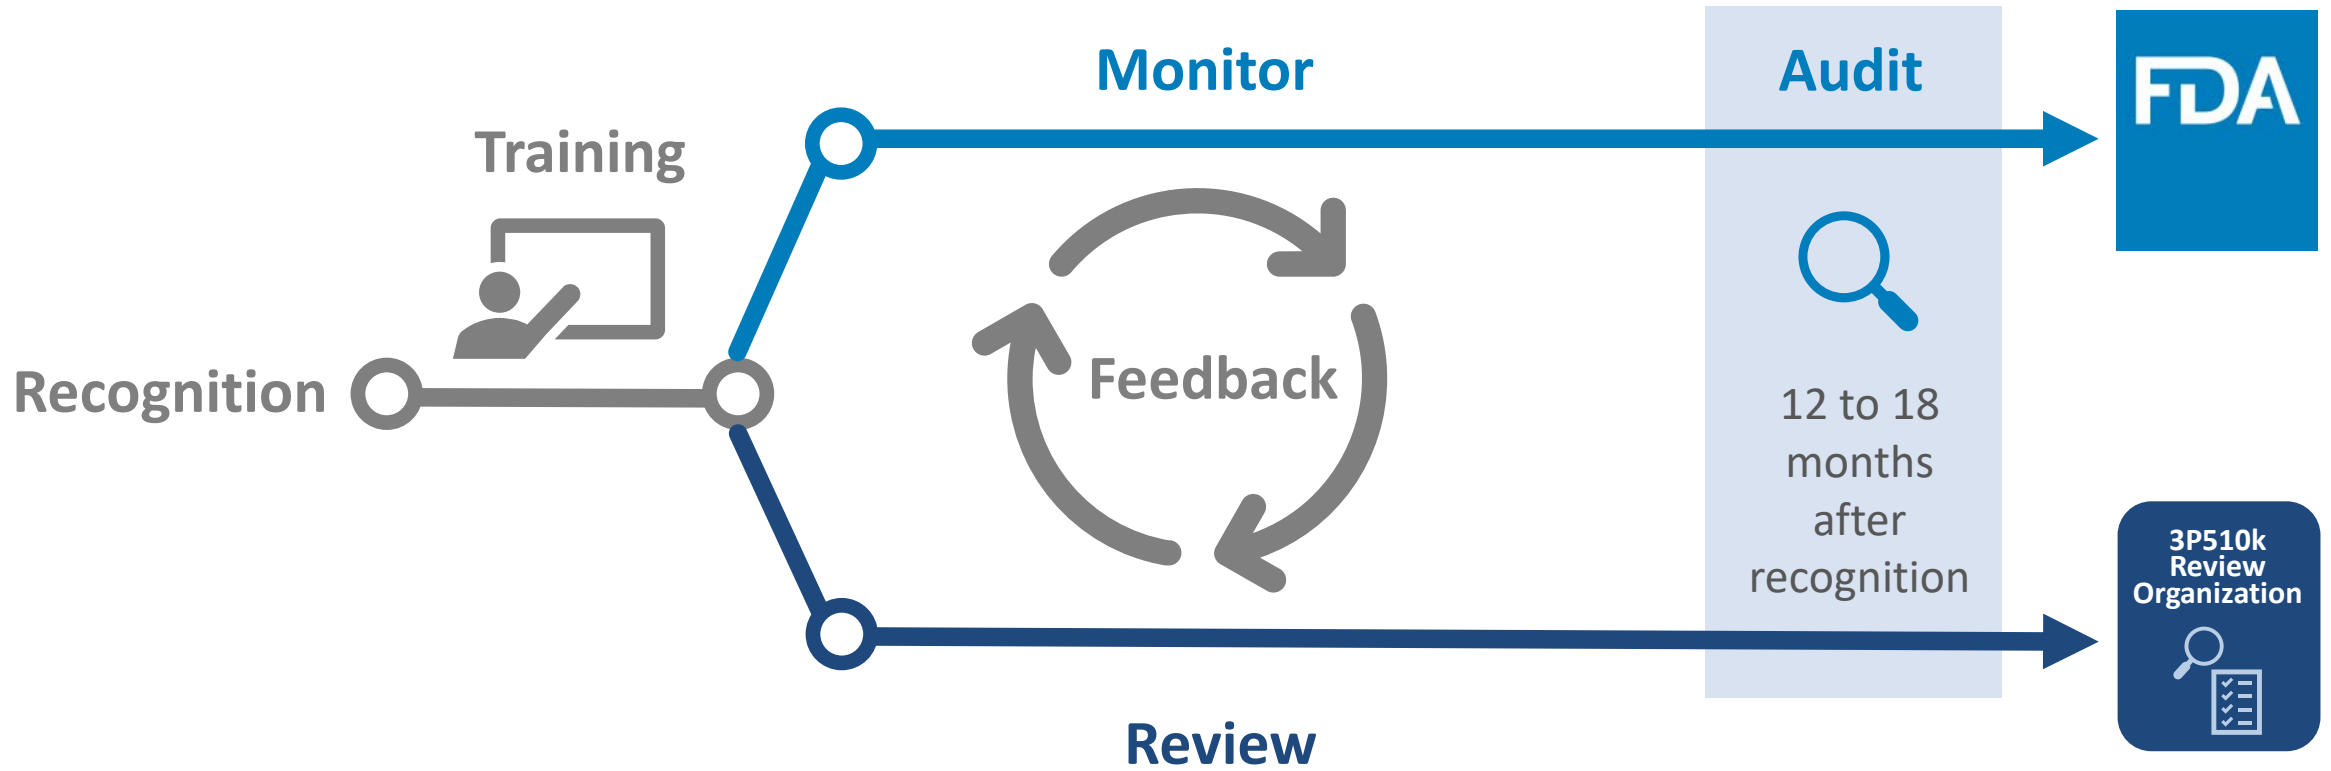 Monitor
Audit
FDA
Training
Recognition
Feedback
12 to 18
months
after
recognition
3P510k
Review
Organization
Review